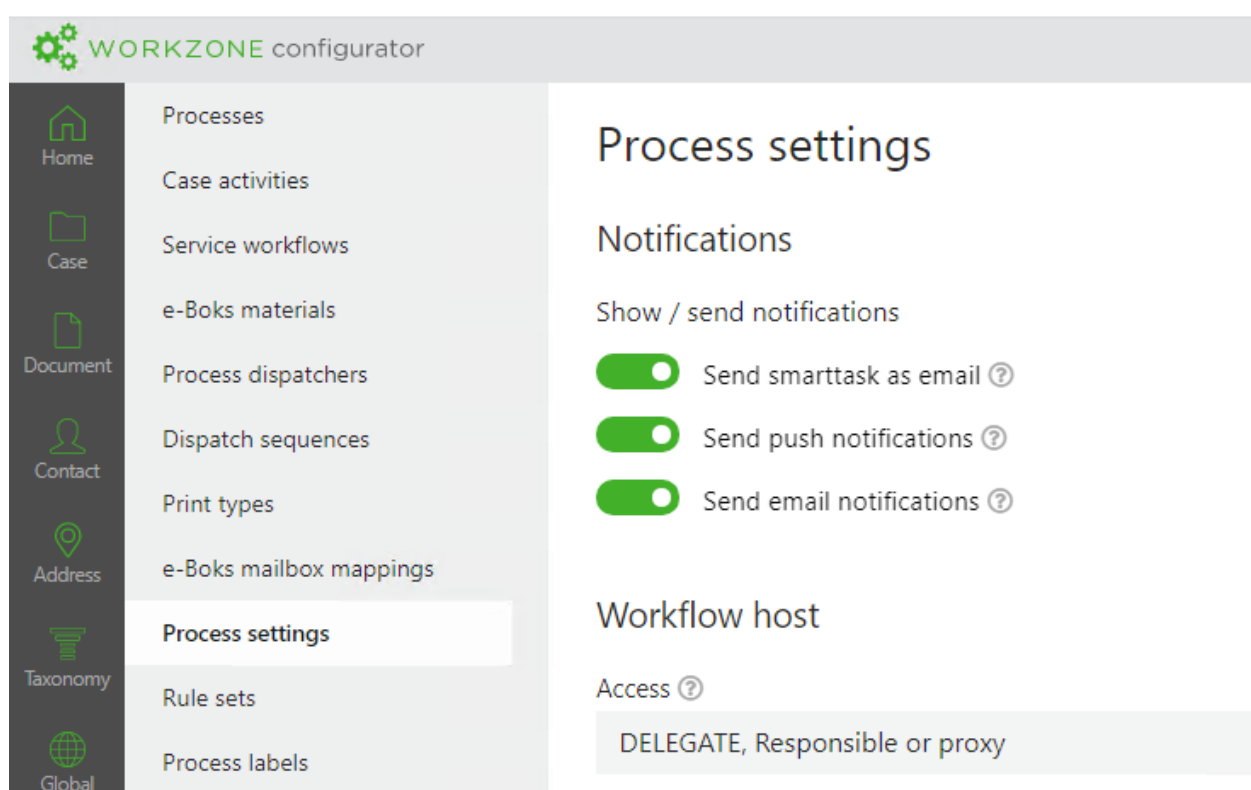 WORKZONE configurator
Home
Case
Document
Contact
Address
Taxonomy
Global
Processes
Case activities
Service workflows
e-Boks materials
Process dispatchers
Dispatch sequences
Print types
e-Boks mailbox mappings
Process settings
Rule sets
Process labels
Process settings
Notifications
Show / send notifications
Send smarttask as email ?
Send push notifications ?
Send email notifications ?
Workflow host
Access ?
DELEGATE, Responsible or proxy